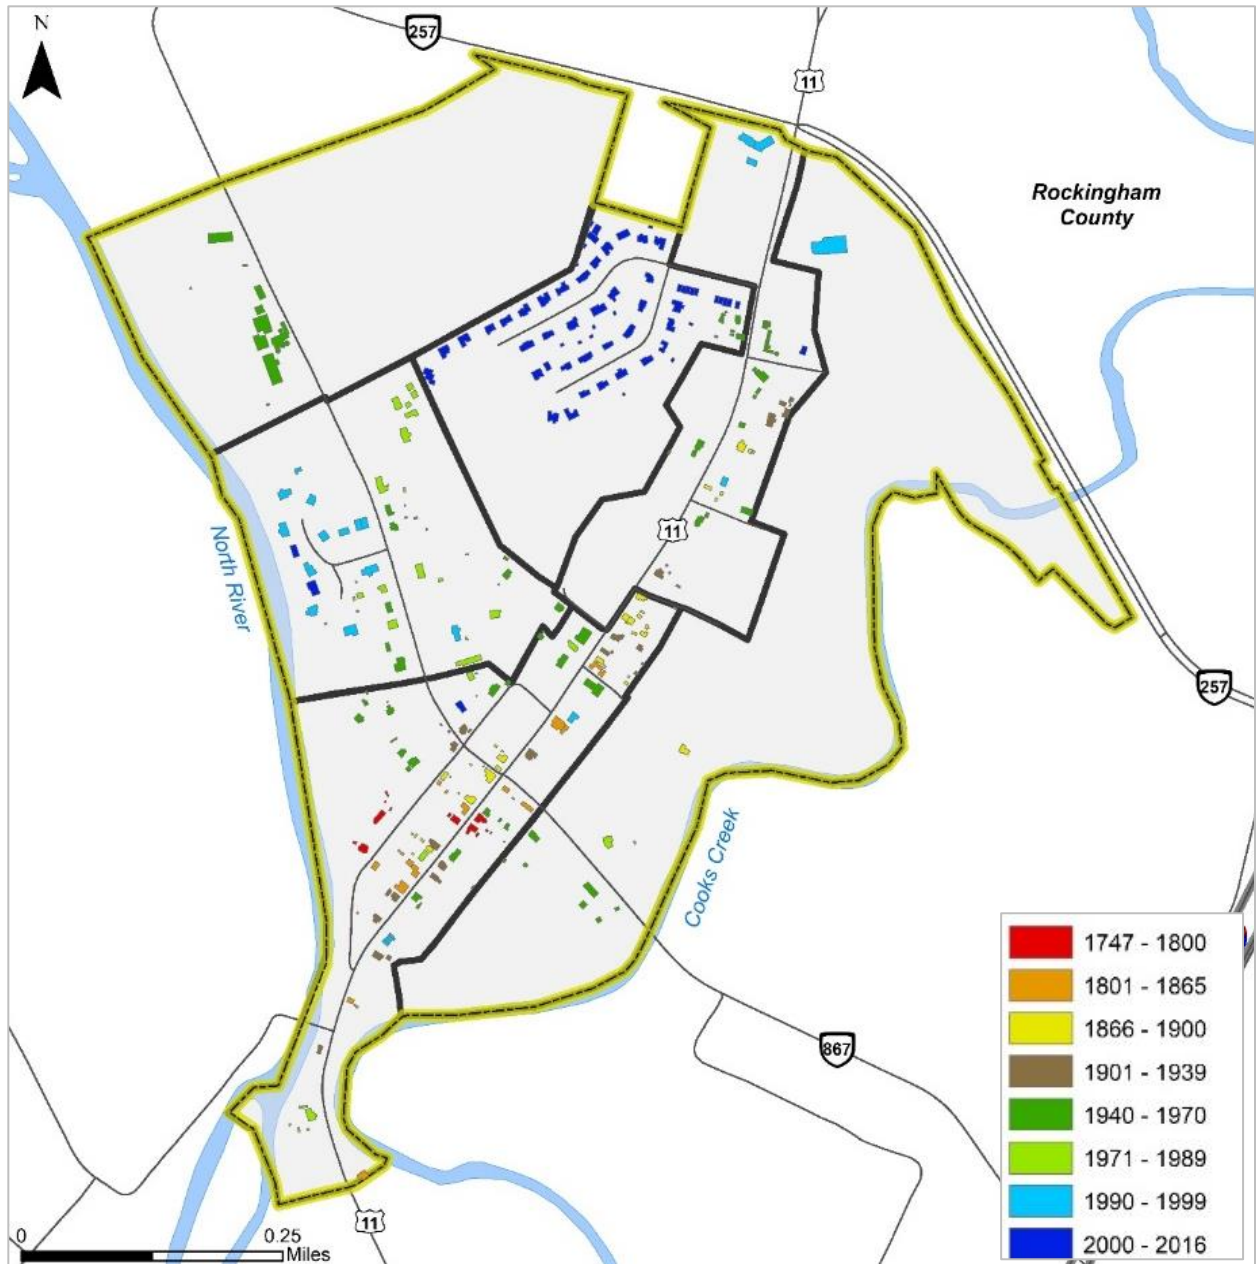 N
257
11
Rockingham
County
11
North River
257
Cooks Creek
867
11
0 0.25
Miles
1747 - 1800
1801 - 1865
1866 - 1900
1901 - 1939
1940 - 1970
1971 - 1989
1990 - 1999
2000 - 2016